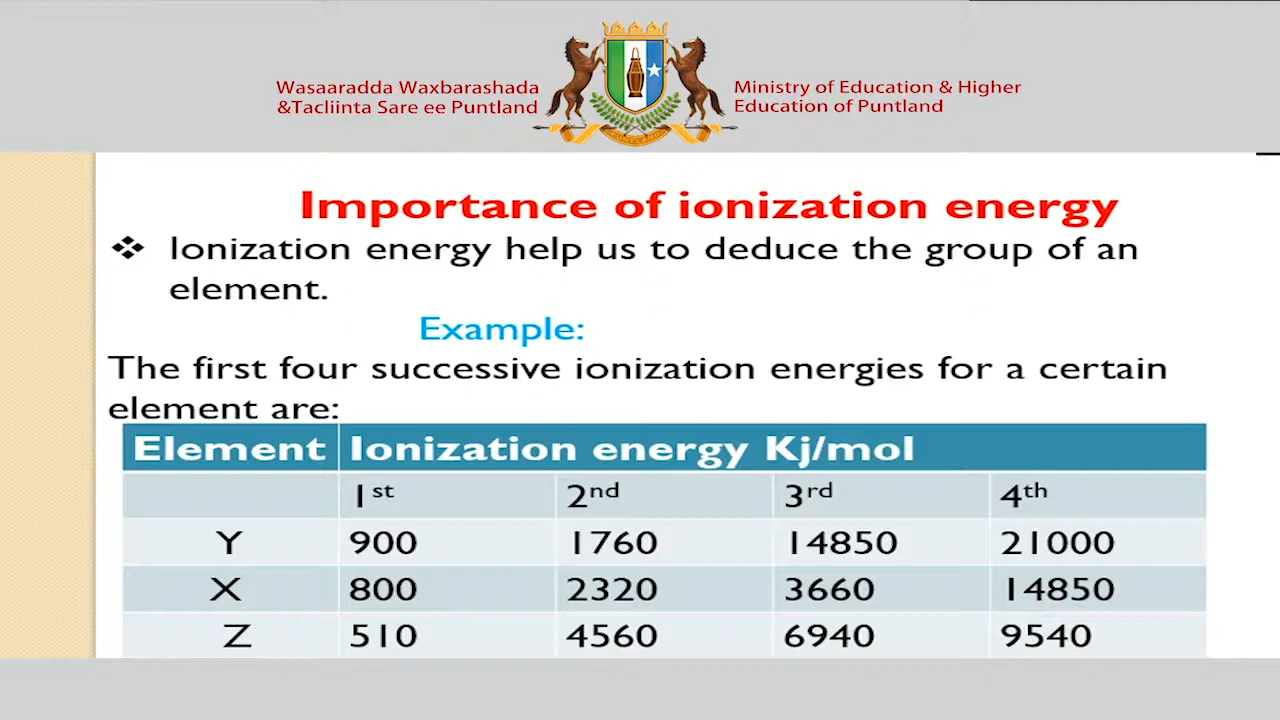 Wasaaradda Waxbarashada
&Tacliinta Sare ee Puntland
Ministry of Education & Higher
Education of Puntland
Importance of ionization energy
❖ Ionization energy help us to deduce the group of an
element.
Example:
The first four successive ionization energies for a certain
element are:
Element Ionization energy Kj/mol
1st 2nd 3rd 4th
Y 900 1760 14850 21000
X 800 2320 3660 14850
Z 510 4560 6940 9540